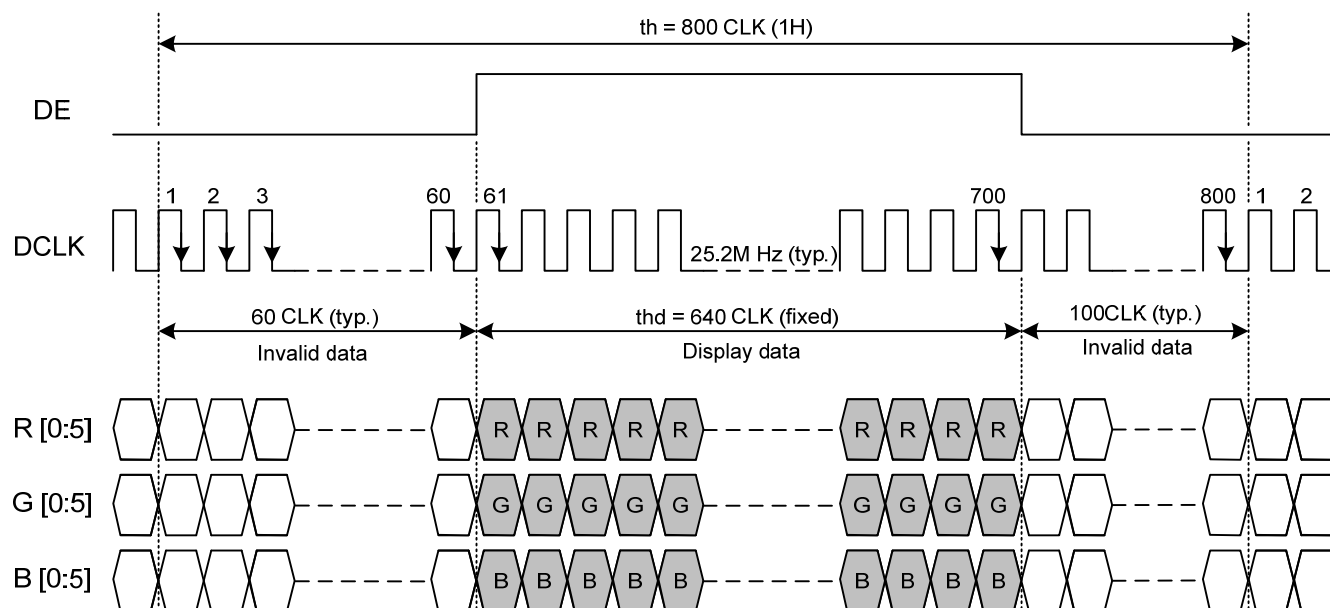 th = 800 CLK (1H)
DE
1 2 3 60 61 700 800 1 2
DCLK
25.2M Hz (typ.)
60 CLK (typ.) thd = 640 CLK (fixed) 100CLK (typ.)
Invalid data Display data Invalid data
R [0:5] R R R R R R R R R
G [0:5] G G G G G G G G G
B [0:5] B B B B B B B B B